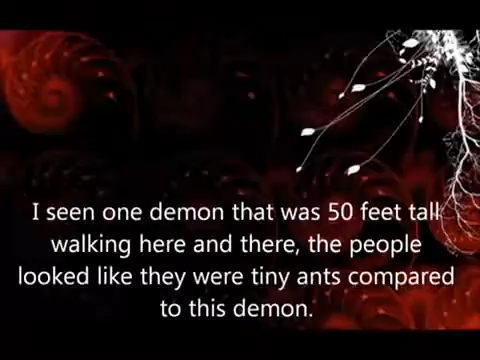 I seen one demon that was 50 feet tall
walking here and there, the people
looked like they were tiny ants compared
to this demon.